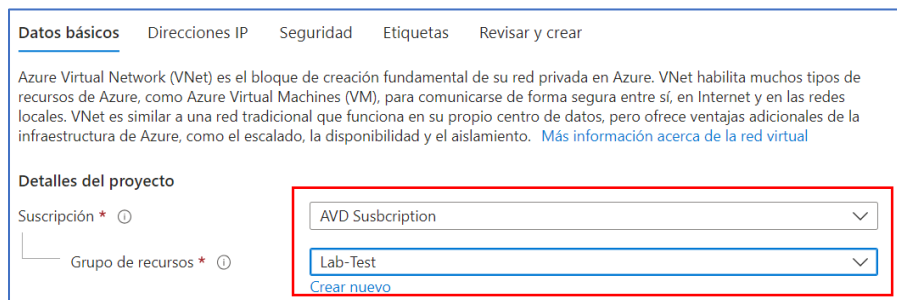 Datos básicos Direcciones IP Seguridad Etiquetas Revisar y crear
Azure Virtual Network (VNet) es el bloque de creación fundamental de su red privada en Azure. VNet habilita muchos tipos de
recursos de Azure, como Azure Virtual Machines (VM), para comunicarse de forma segura entre sí, en Internet y en las redes
locales. VNet es similar a una red tradicional que funciona en su propio centro de datos, pero ofrece ventajas adicionales de la
infraestructura de Azure, como el escalado, la disponibilidad y el aislamiento. Más información acerca de la red virtual
Detalles del proyecto
Suscripción * AVD Susbcription
Grupo de recursos * Lab-Test
Crear nuevo